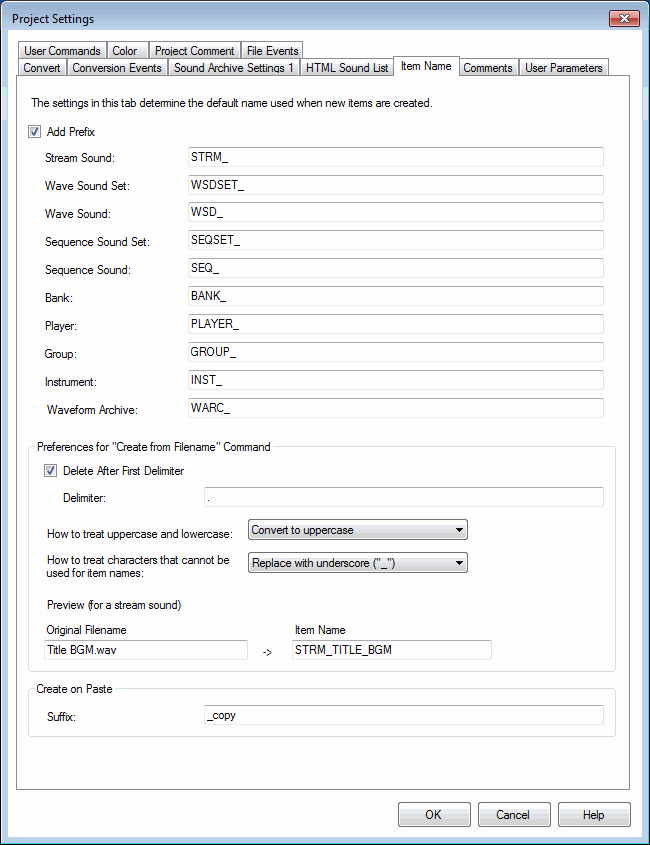 Project Settings
User Commands Color Project Comment File Events
Convert Conversion Events Sound Archive Settings 1 HTML Sound List Item Name Comments User Parameters
The settings in this tab determine the default name used when new items are created.
Add Prefix
Stream Sound: STRM_
Wave Sound Set: WSDSET_
Wave Sound: WSD_
Sequence Sound Set: SEQSET_
Sequence Sound: SEQ_
Bank: BANK_
Player: PLAYER_
Group: GROUP_
Instrument: INST_
Waveform Archive: WARC_
Preferences for "Create from Filename" Command
Delete After First Delimiter
Delimiter: .
How to treat uppercase and lowercase: Convert to uppercase
How to treat characters that cannot be
used for item names: Replace with underscore ("_")
Preview (for a stream sound)
Original Filename Item Name
Title BGM.wav -> STRM_TITLE_BGM
Create on Paste
Suffix: _copy
OK Cancel Help